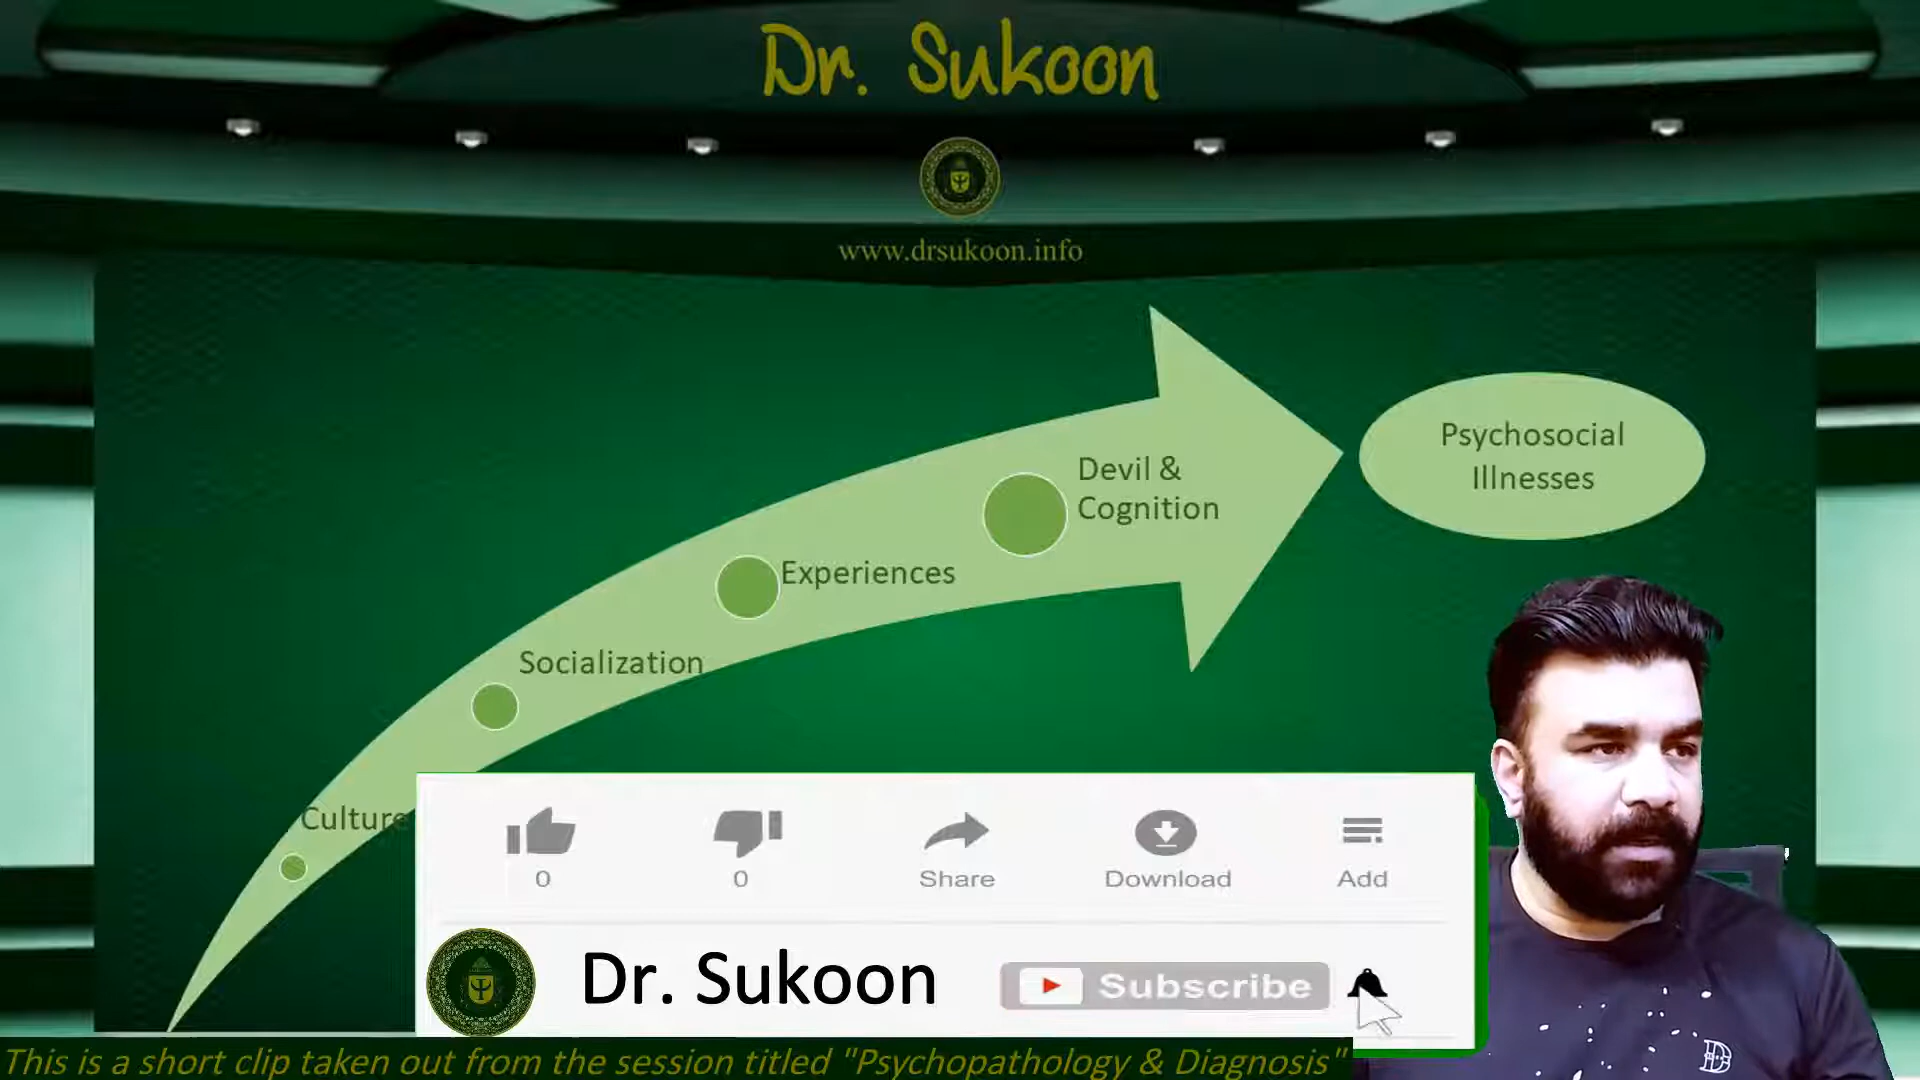 Dr. Sukoon
www.drsukoon.info
Psychosocial
Illnesses
Devil &
Cognition
Experiences
Socialization
Culture
0
0
Share
Download
Add
Dr. Sukoon
Subscribe
This is a short clip taken out from the session titled "Psychopathology & Diagnosis"